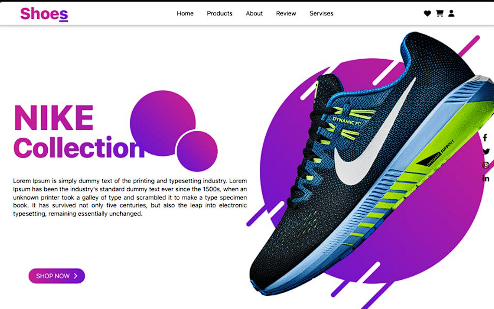 Shoes
Home Products About Review Servises
NIKE
Collection
DYNAMIC FIT
Lorem Ipsum is simply dummy text of the printing and typesetting industry. Lorem
Ipsum has been the industry's standard dummy text ever since the 1500s, when an
unknown printer took a galley of type and scrambled it to make a type specimen
book. It has survived not only five centuries, but also the leap into electronic
typesetting, remaining essentially unchanged.
SHOP NOW